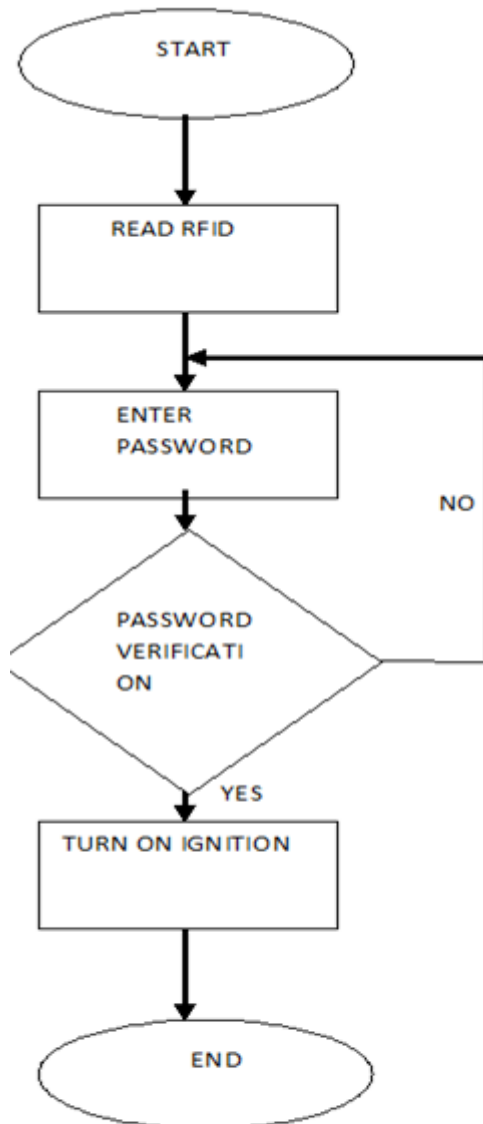 START
READ RFID
ENTER
PASSWORD
NO
PASSWORD
VERIFICATI
ON
YES
TURN ON IGNITION
END